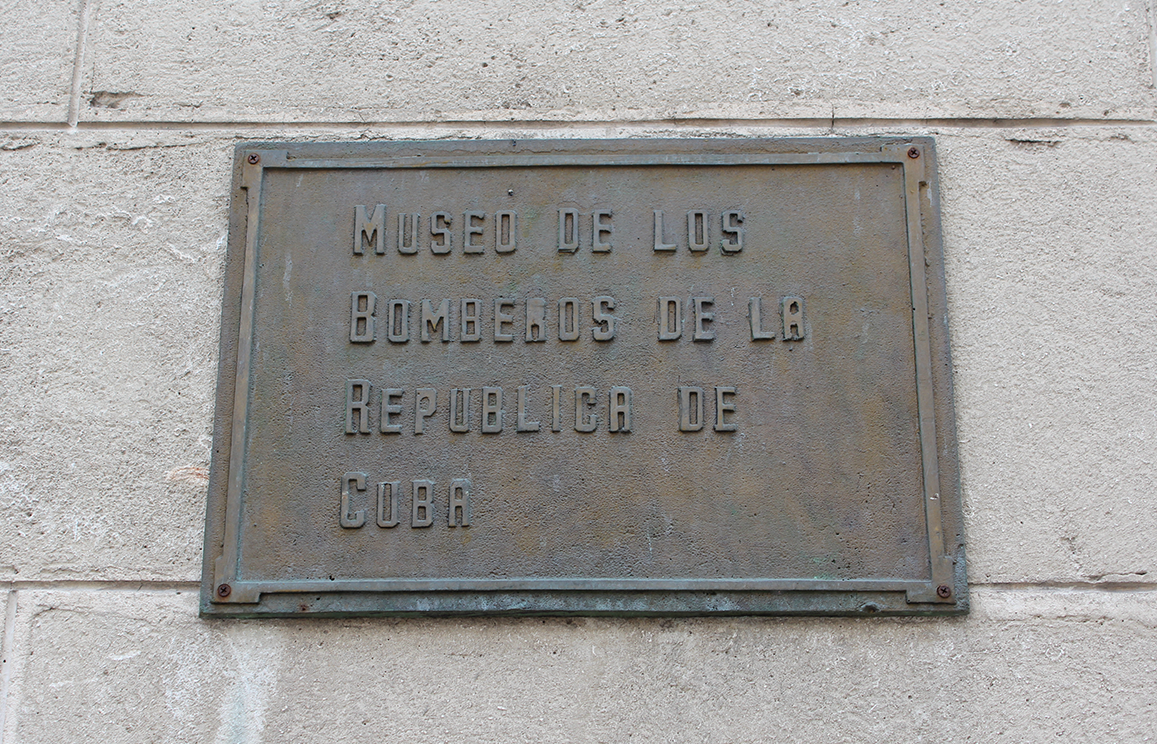 MUSEO DE LOS
BOMBEROS DE LA
REPUBLICA DE
CUBA